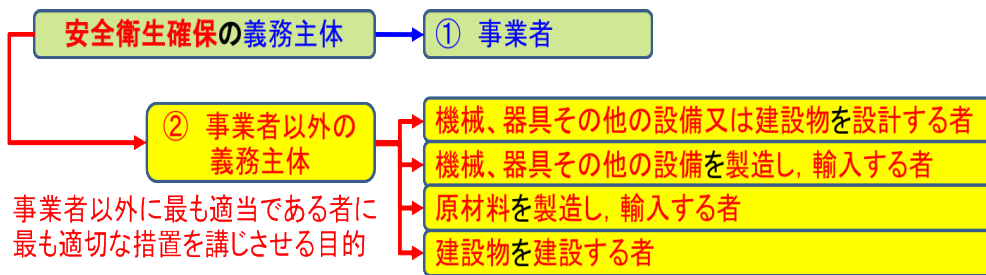 安全衛生確保の義務主体
① 事業者
② 事業者以外の
義務主体
機械、器具その他の設備又は建設物を設計する者
機械、器具その他の設備を製造し, 輸入する者
原材料を製造し, 輸入する者
建設物を建設する者
事業者以外に最も適当である者に
最も適切な措置を講じさせる目的